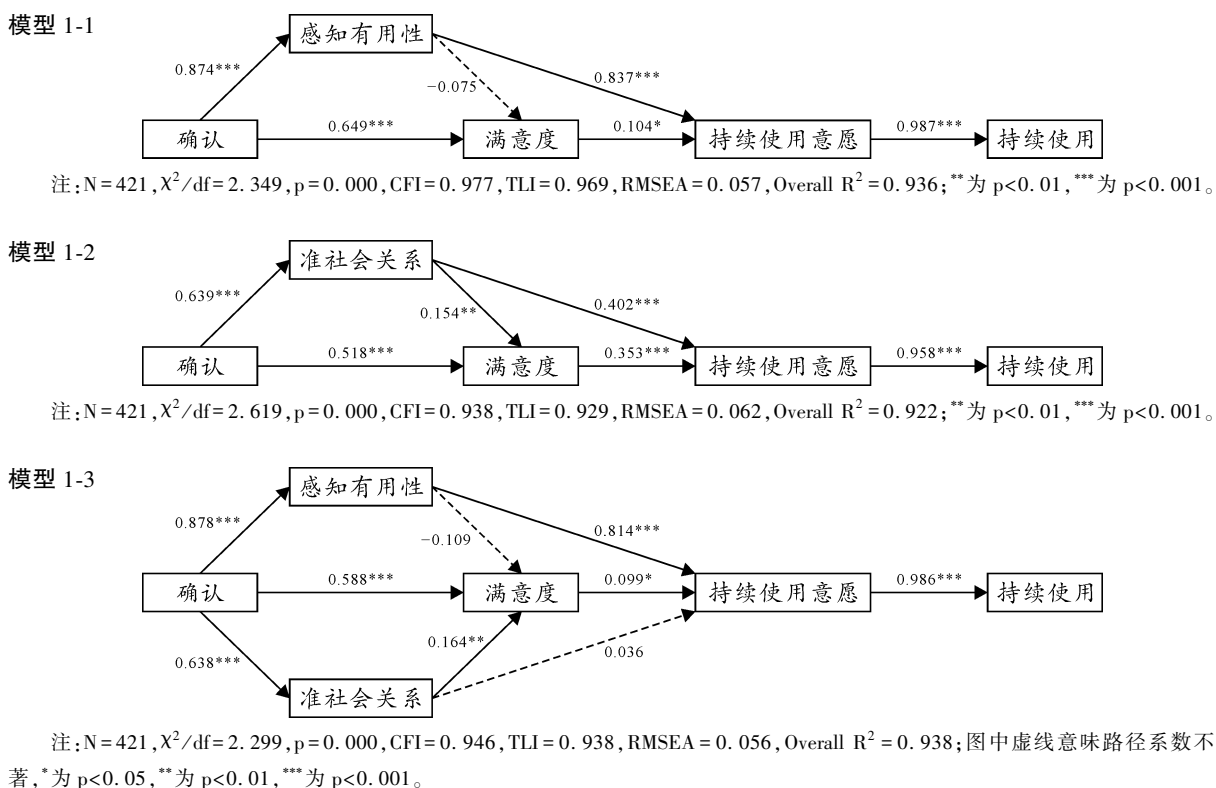 模型 1-1
感知有用性
0.874***
-0.075
0.837***
确认
0.649***
满意度
0.104*
持续使用意愿
0.987***
持续使用
注:N=421,χ²/df=2.349,p=0.000,CFI=0.977,TLI=0.969,RMSEA=0.057,Overall R²=0.936;**为 p<0.01,***为 p<0.001。
模型 1-2
准社会关系
0.639***
0.154**
0.402***
确认
0.518***
满意度
0.353***
持续使用意愿
0.958***
持续使用
注:N=421,χ²/df=2.619,p=0.000,CFI=0.938,TLI=0.929,RMSEA=0.062,Overall R²=0.922;**为 p<0.01,***为 p<0.001。
模型 1-3
感知有用性
0.878***
-0.109
0.814***
确认
0.588***
满意度
0.099*
持续使用意愿
0.986***
持续使用
0.638***
0.164**
0.036
准社会关系
注:N=421,χ²/df=2.299,p=0.000,CFI=0.946,TLI=0.938,RMSEA=0.056,Overall R²=0.938;图中虚线意味路径系数不
著,*为 p<0.05,**为 p<0.01,***为 p<0.001。